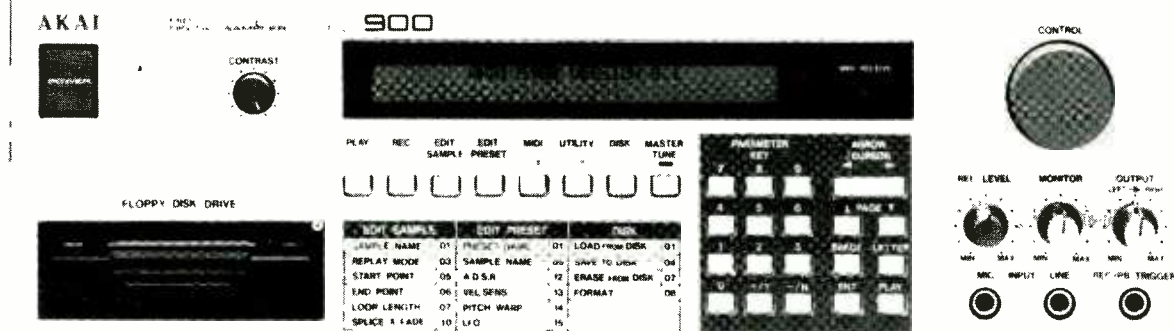 AKAI 900
CONTROL
CONTRAST
PLAY REC EDIT SAMPLE EDIT PRESET MIDI UTILITY DISK MASTER TUNE
PARAMETER KEY
CURSOR
7 8 9
4 5 6
1 2 3
PAGE
ENT PLAY
FLOPPY DISK DRIVE
REC LEVEL MONITOR OUTPUT
MIN MAX MIN MAX MIN MAX
MIC INPUT LINE TRIGGER
EDIT SAMPLE EDIT PRESET DISK
SAMPLE NAME 01 PRESET NAME 01 LOAD FROM DISK 01
REPLAY MODE 03 SAMPLE NAME SAVE TO DISK 04
START POINT 05 A D S R 12 ERASE FROM DISK 07
END POINT 06 VEL SENS 13 FORMAT 08
LOOP LENGTH 07 PITCH WARP 14
SPLICE X FADE 10 LFO 15